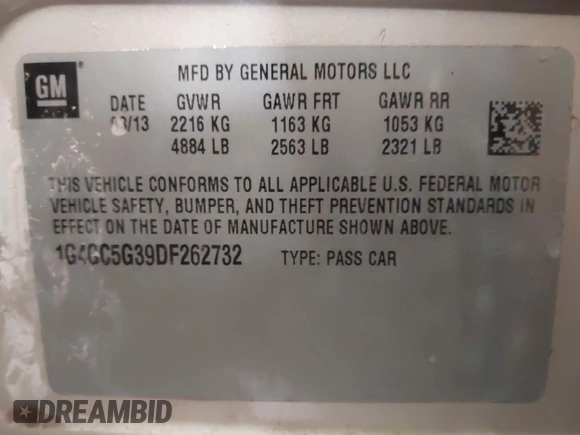 GM ®
MFD BY GENERAL MOTORS LLC
DATE GVWR GAWR FRT GAWR RR
/13 2216 KG 1163 KG 1053 KG
4884 LB 2563 LB 2321 LB
THIS VEHICLE CONFORMS TO ALL APPLICABLE U.S. FEDERAL MOTOR
VEHICLE SAFETY, BUMPER, AND THEFT PREVENTION STANDARDS IN
EFFECT ON THE DATE OF MANUFACTURE SHOWN ABOVE.
1G4GC5G39DF262732 TYPE: PASS CAR
DREAMBID